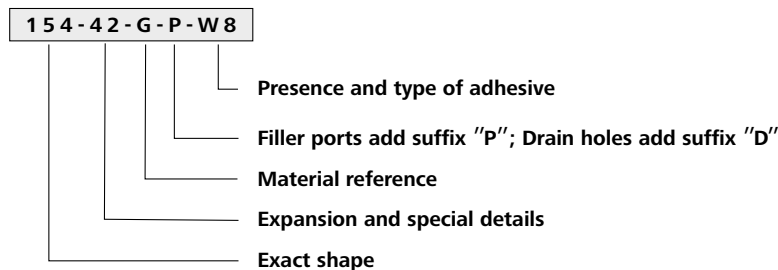 154-42-G-P-W8
Presence and type of adhesive
Filler ports add suffix "P"; Drain holes add suffix "D"
Material reference
Expansion and special details
Exact shape